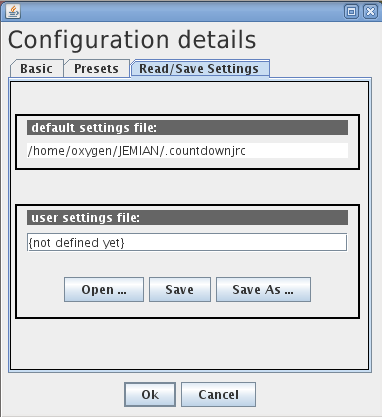 Configuration details
Basic Presets Read/Save Settings
default settings file:
/home/oxygen/JEMIAN/.countdownjrc
user settings file:
{not defined yet}
Open ... Save Save As ...
Ok Cancel